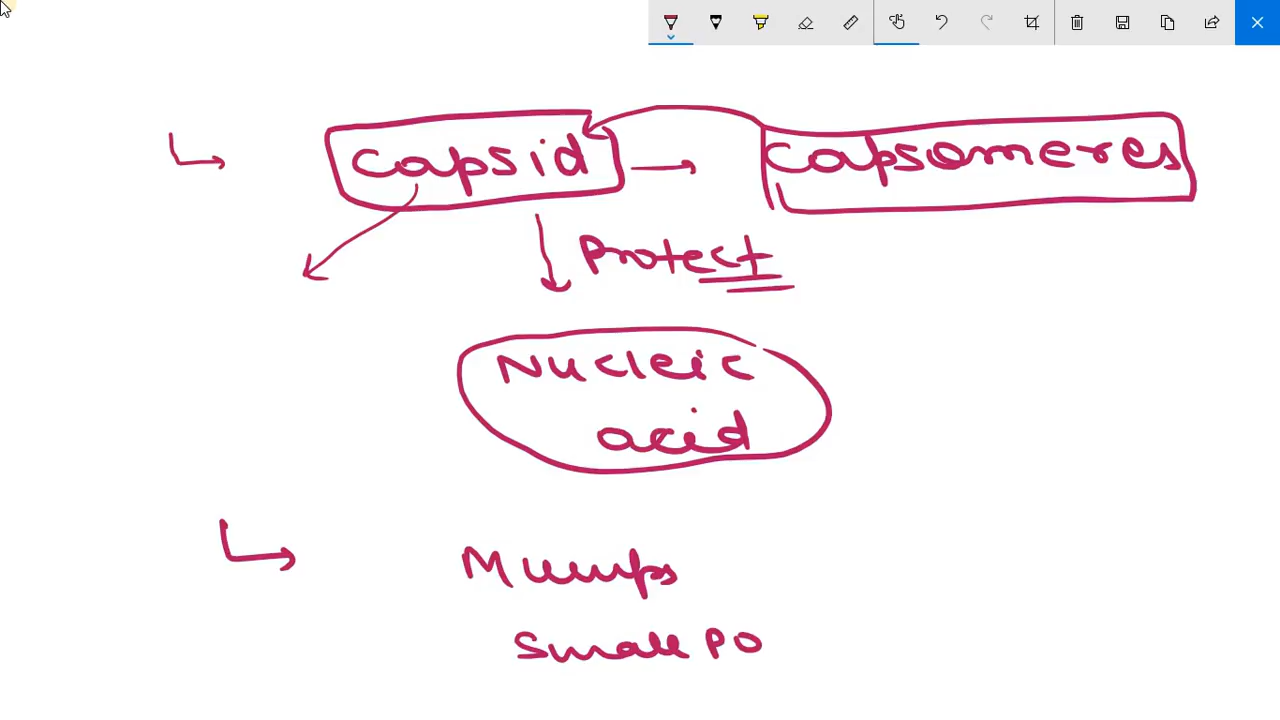 capsid → capsomeres
Protect
Nucleic
acid
Mumps
Small PO